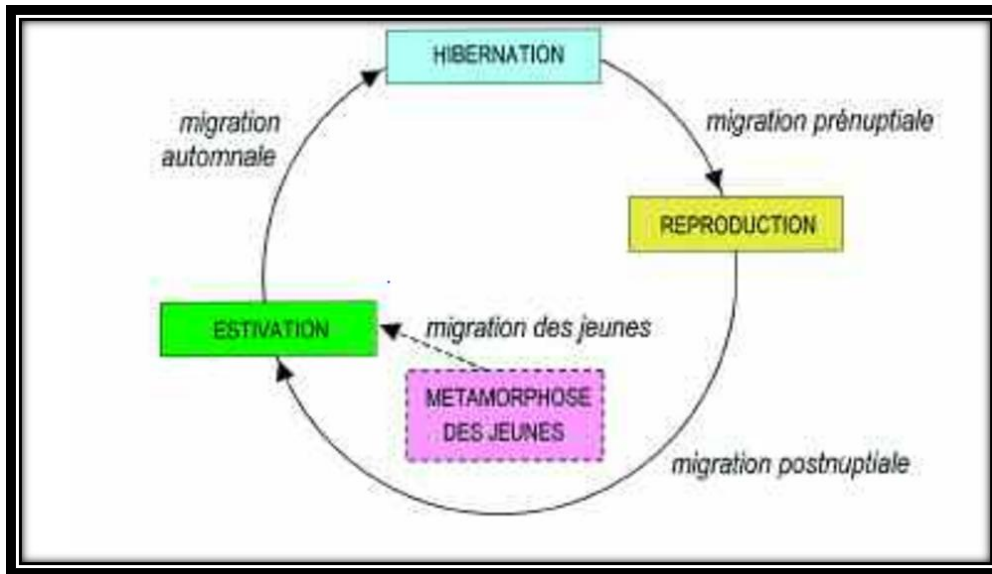 HIBERNATION
migration
automnale
migration prénuptiale
REPRODUCTION
ESTIVATION
migration des jeunes
METAMORPHOSE
DES JEUNES
migration postnuptiale